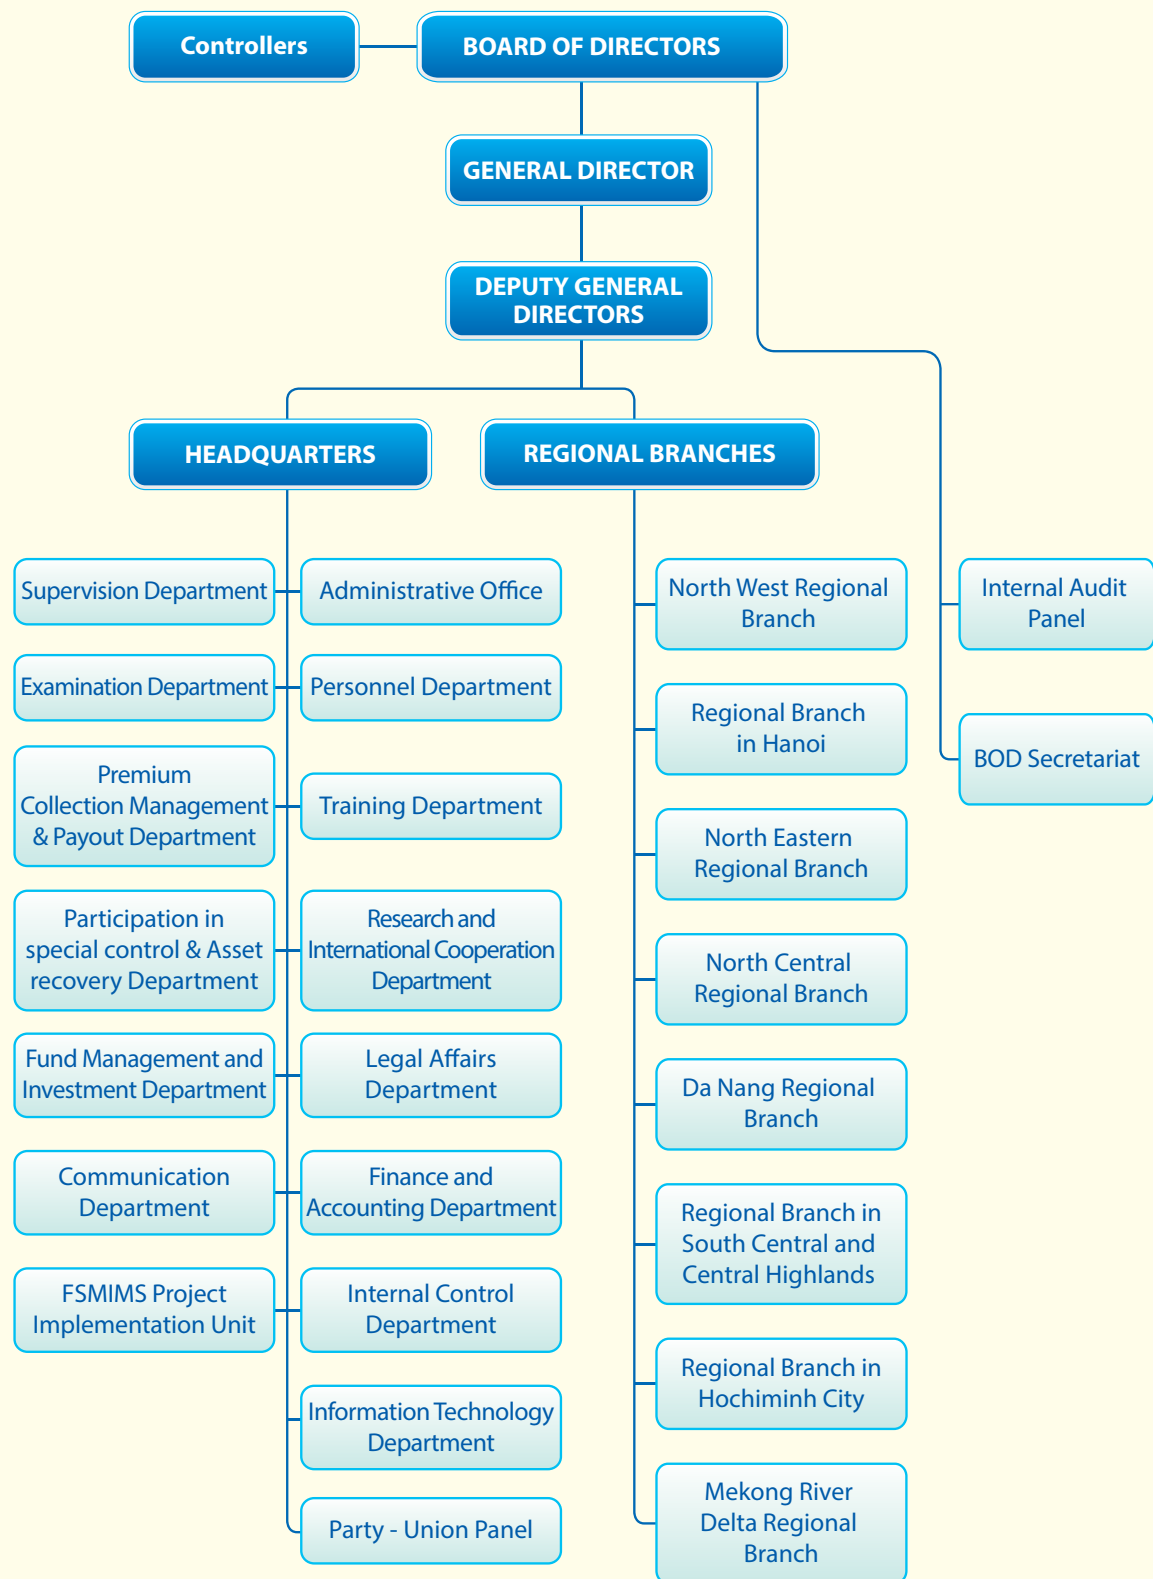 Controllers
BOARD OF DIRECTORS
GENERAL DIRECTOR
DEPUTY GENERAL
DIRECTORS
HEADQUARTERS
REGIONAL BRANCHES
Supervision Department
Administrative Office
Examination Department
Personnel Department
Premium
Collection Management
& Payout Department
Training Department
Participation in
special control & Asset
recovery Department
Research and
International Cooperation
Department
Fund Management and
Investment Department
Legal Affairs
Department
Communication
Department
Finance and
Accounting Department
FSMIMS Project
Implementation Unit
Internal Control
Department
Information Technology
Department
Party - Union Panel
North West Regional
Branch
Regional Branch
in Hanoi
North Eastern
Regional Branch
North Central
Regional Branch
Da Nang Regional
Branch
Regional Branch in
South Central and
Central Highlands
Regional Branch in
Hochiminh City
Mekong River
Delta Regional
Branch
Internal Audit
Panel
BOD Secretariat